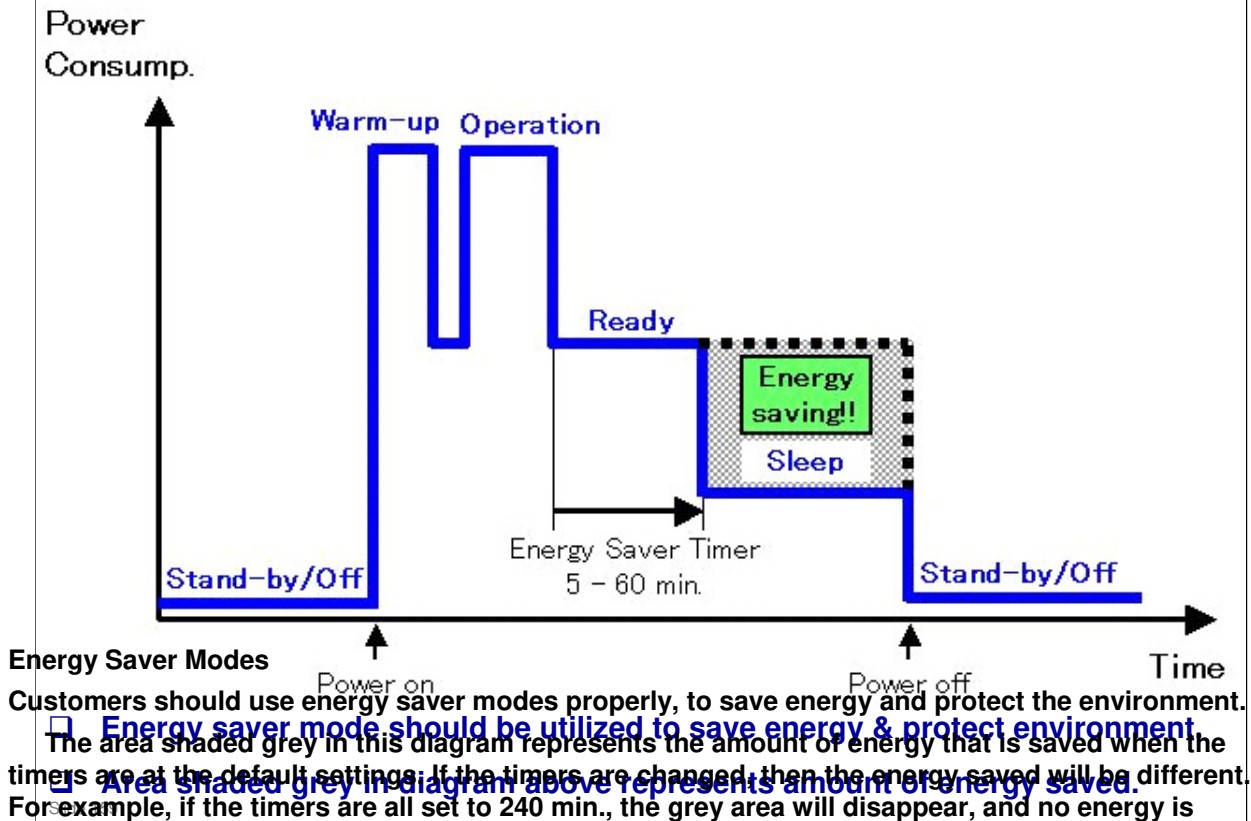 Power
Consump.
Warm-up Operation
Ready
Energy
saving!!
Sleep
Energy Saver Timer
5 - 60 min.
Stand-by/Off
Stand-by/Off
Time
Power on
Power off
Energy Saver Modes
Customers should use energy saver modes properly, to save energy and protect the environment.
❑ Energy saver mode should be utilized to save energy & protect environment.
The area shaded grey in this diagram represents the amount of energy that is saved when the
timers are at the default settings. If the timers are changed, then the energy saved will be different.
❑ Area shaded grey in diagram above represents amount of energy saved.
For example, if the timers are all set to 240 min., the grey area will disappear, and no energy is